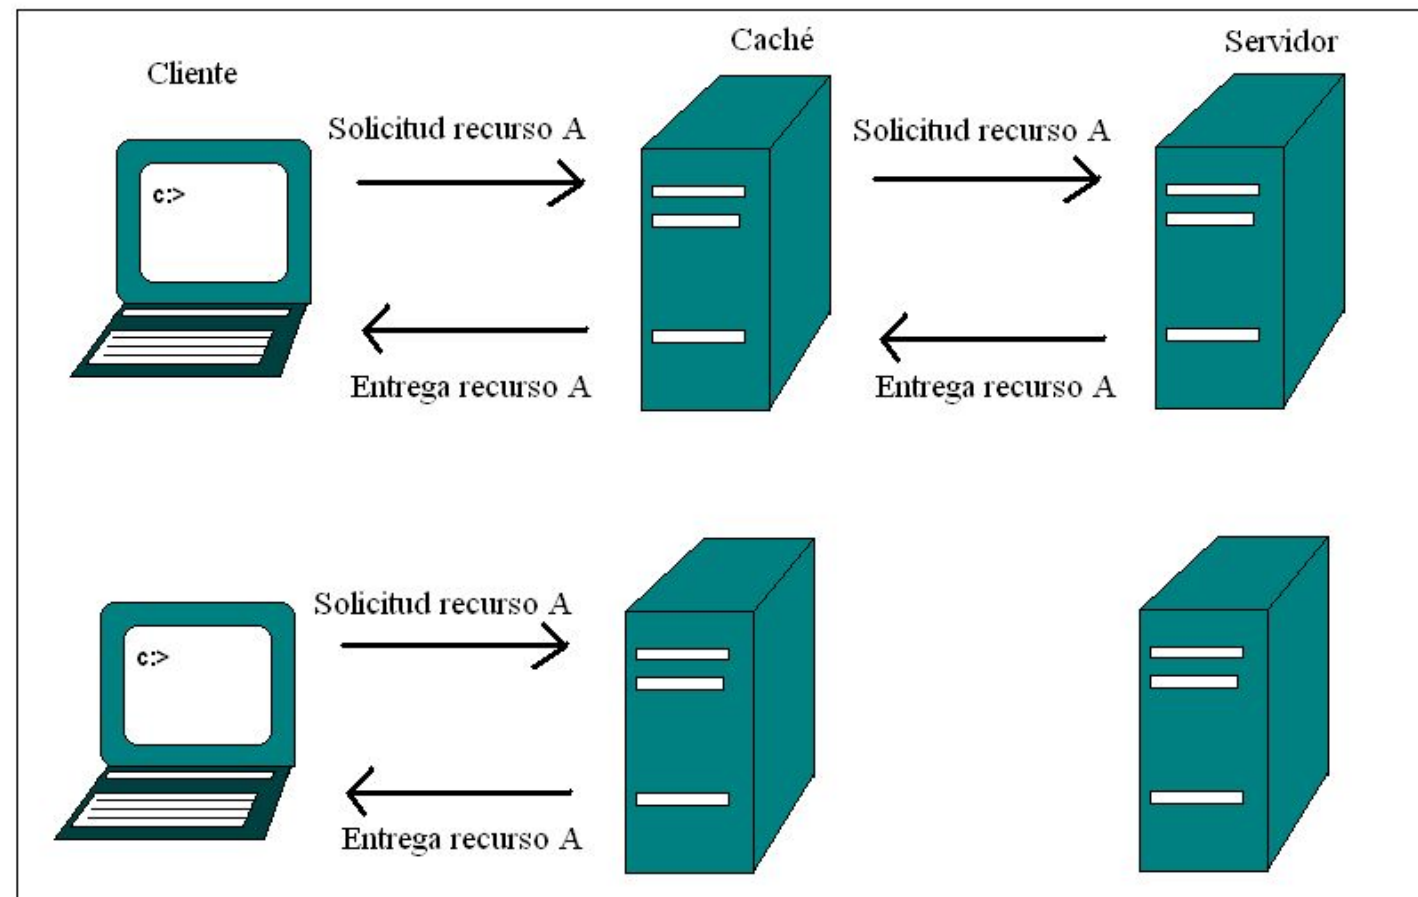 Cliente
Caché
Servidor
Solicitud recurso A
Solicitud recurso A
c:>
Entrega recurso A
Entrega recurso A
Solicitud recurso A
c:>
Entrega recurso A